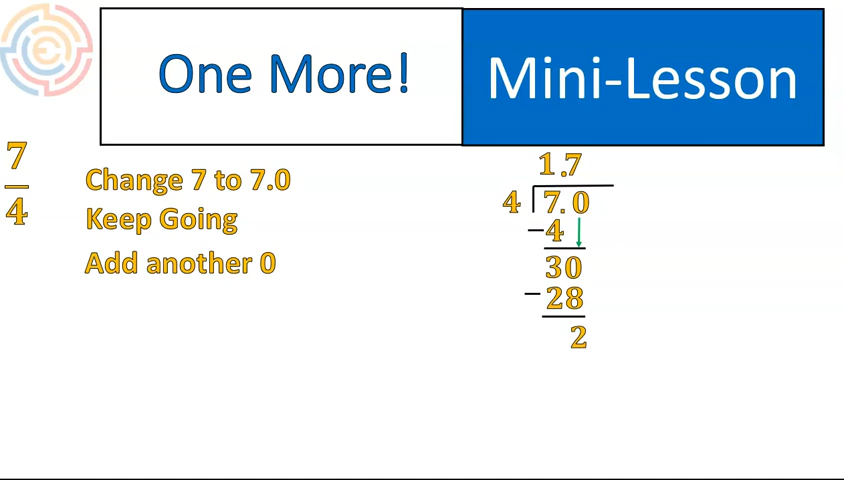 One More!
Mini-Lesson
7
4
Change 7 to 7.0
Keep Going
Add another 0
1.7
4 7.0
−4
30
−28
2